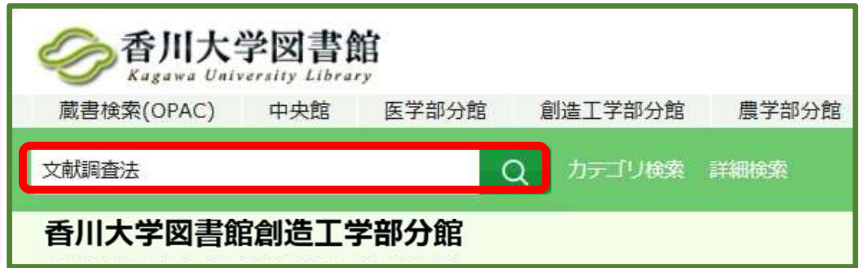 香川大学図書館
Kagawa University Library
蔵書検索(OPAC) 中央館 医学部分館 創造工学部分館 農学部分館
文献調査法 カテゴリ検索 詳細検索
香川大学図書館創造工学部分館